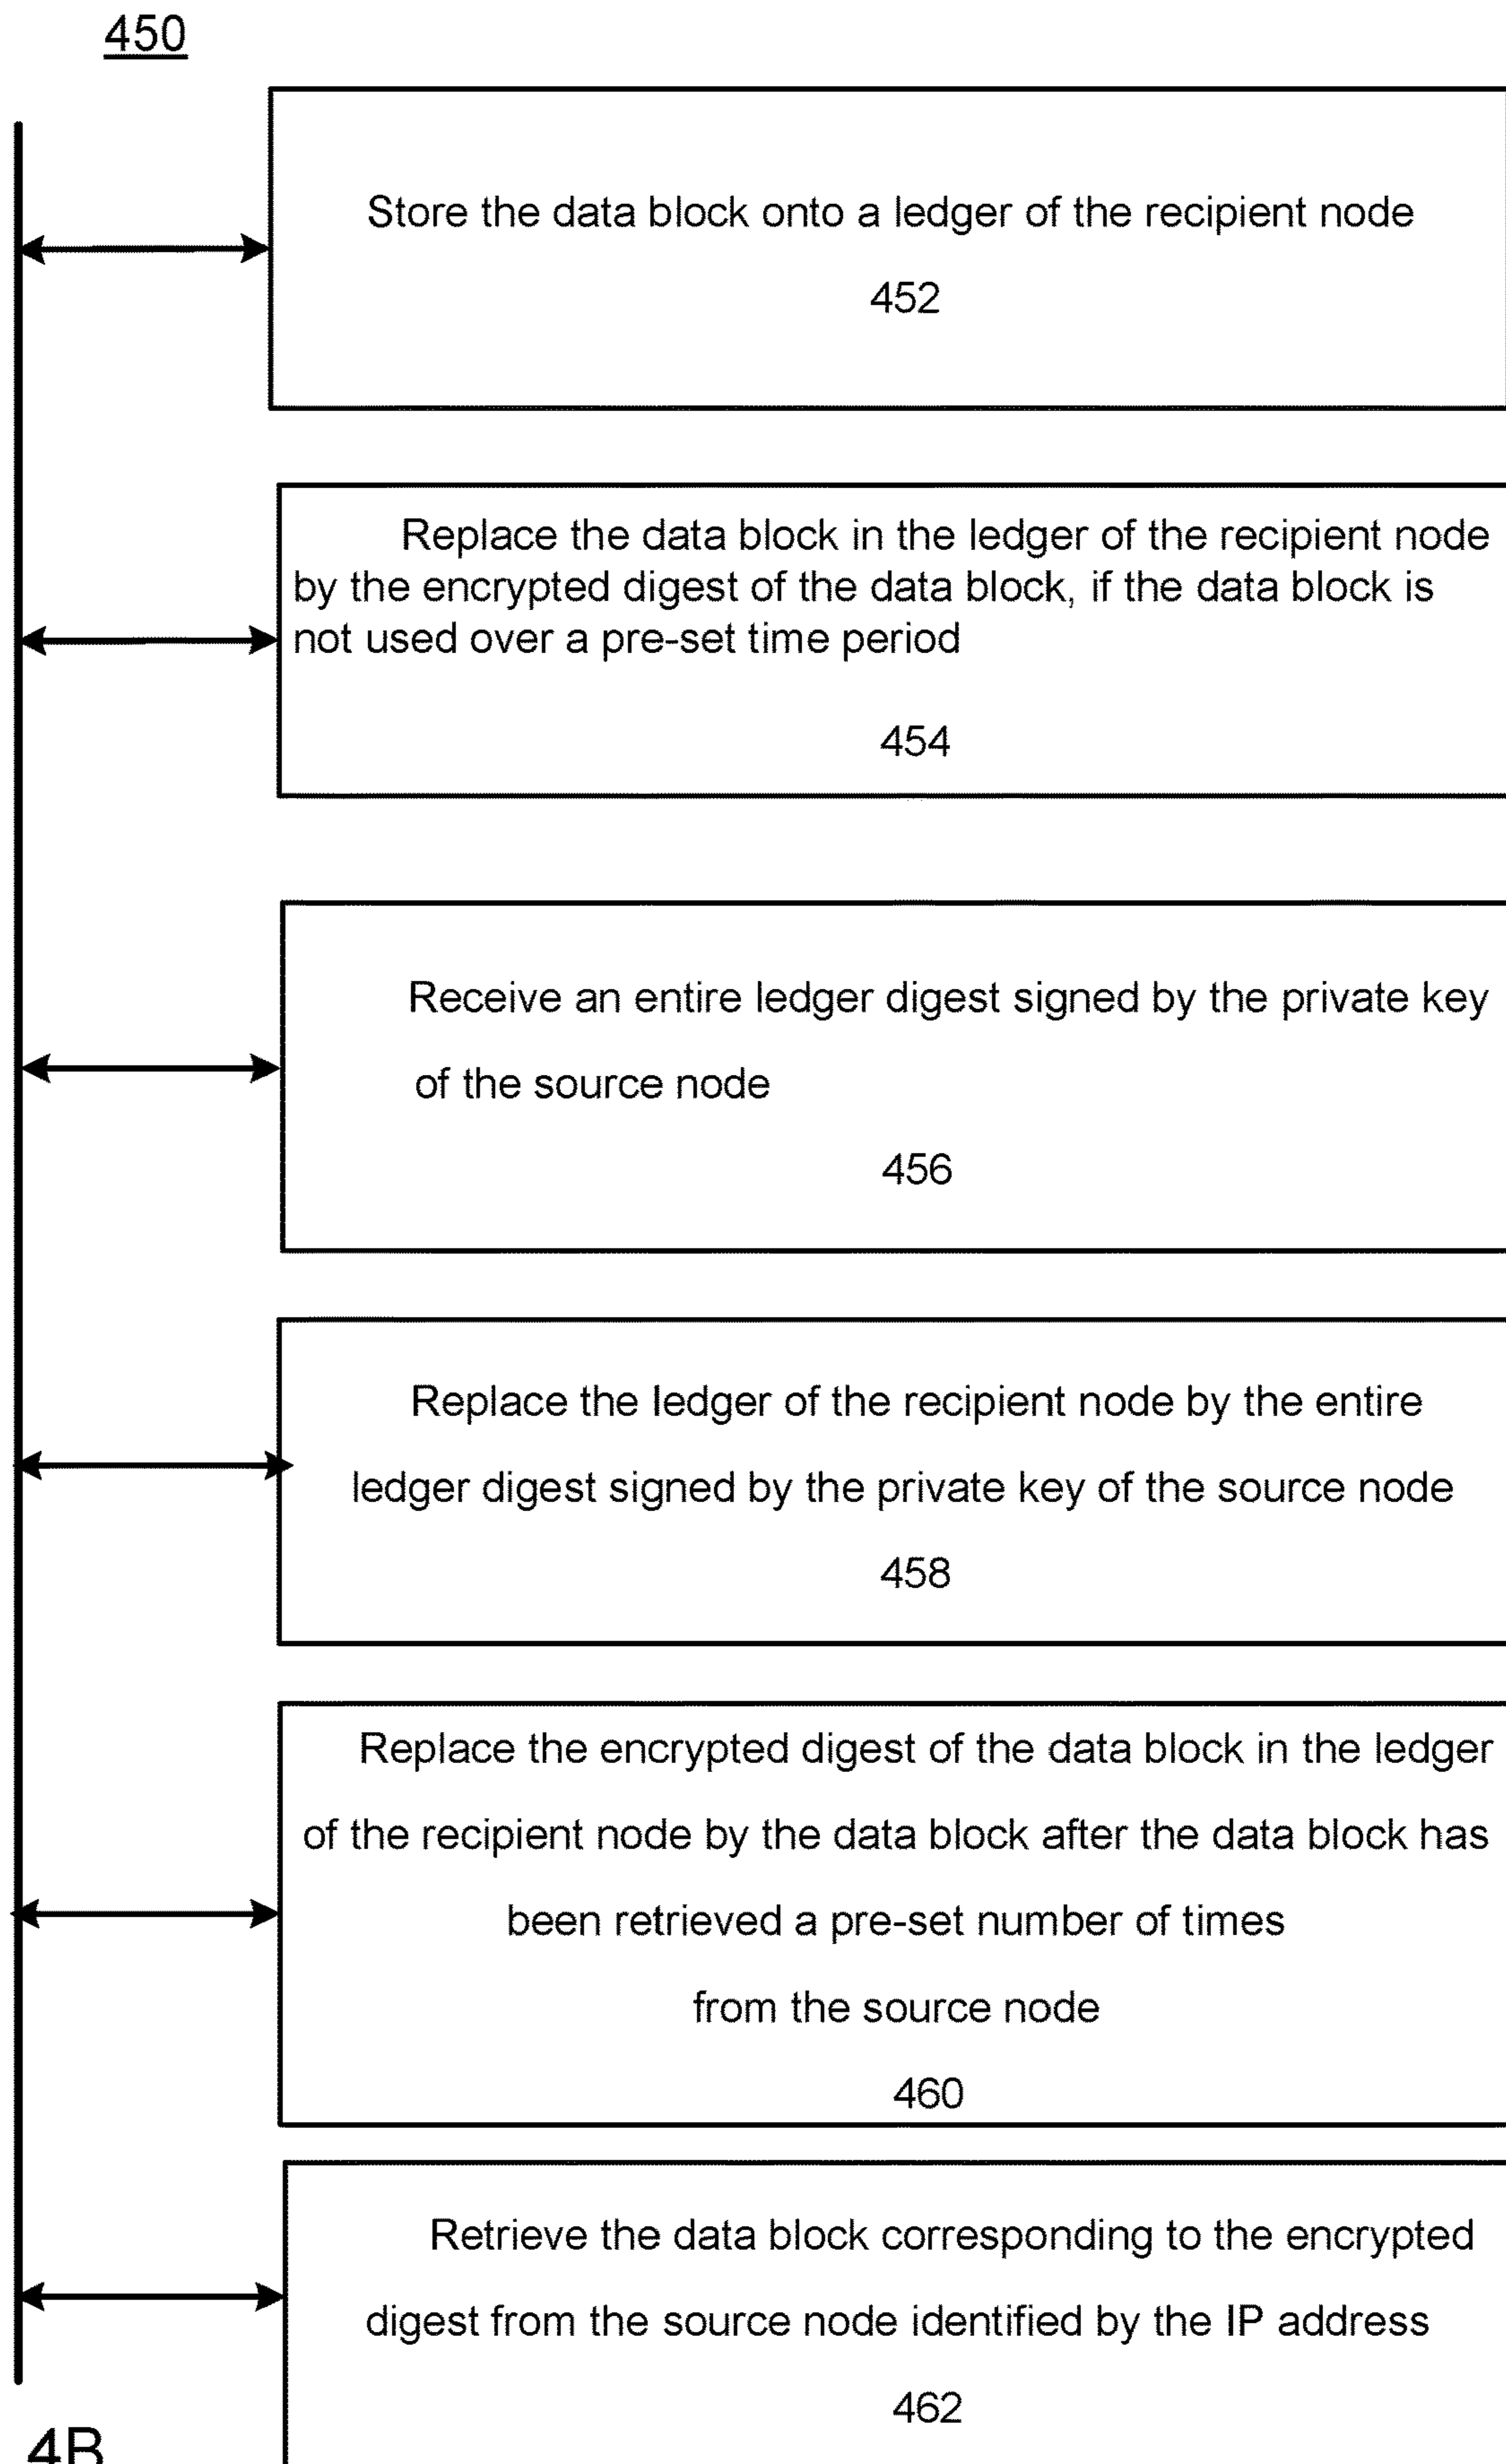 450
Store the data block onto a ledger of the recipient node
452
Replace the data block in the ledger of the recipient node
by the encrypted digest of the data block, if the data block is
not used over a pre-set time period
454
Receive an entire ledger digest signed by the private key
of the source node
456
Replace the ledger of the recipient node by the entire
ledger digest signed by the private key of the source node
458
Replace the encrypted digest of the data block in the ledger
of the recipient node by the data block after the data block has
been retrieved a pre-set number of times
from the source node
460
Retrieve the data block corresponding to the encrypted
digest from the source node identified by the IP address
462
4B